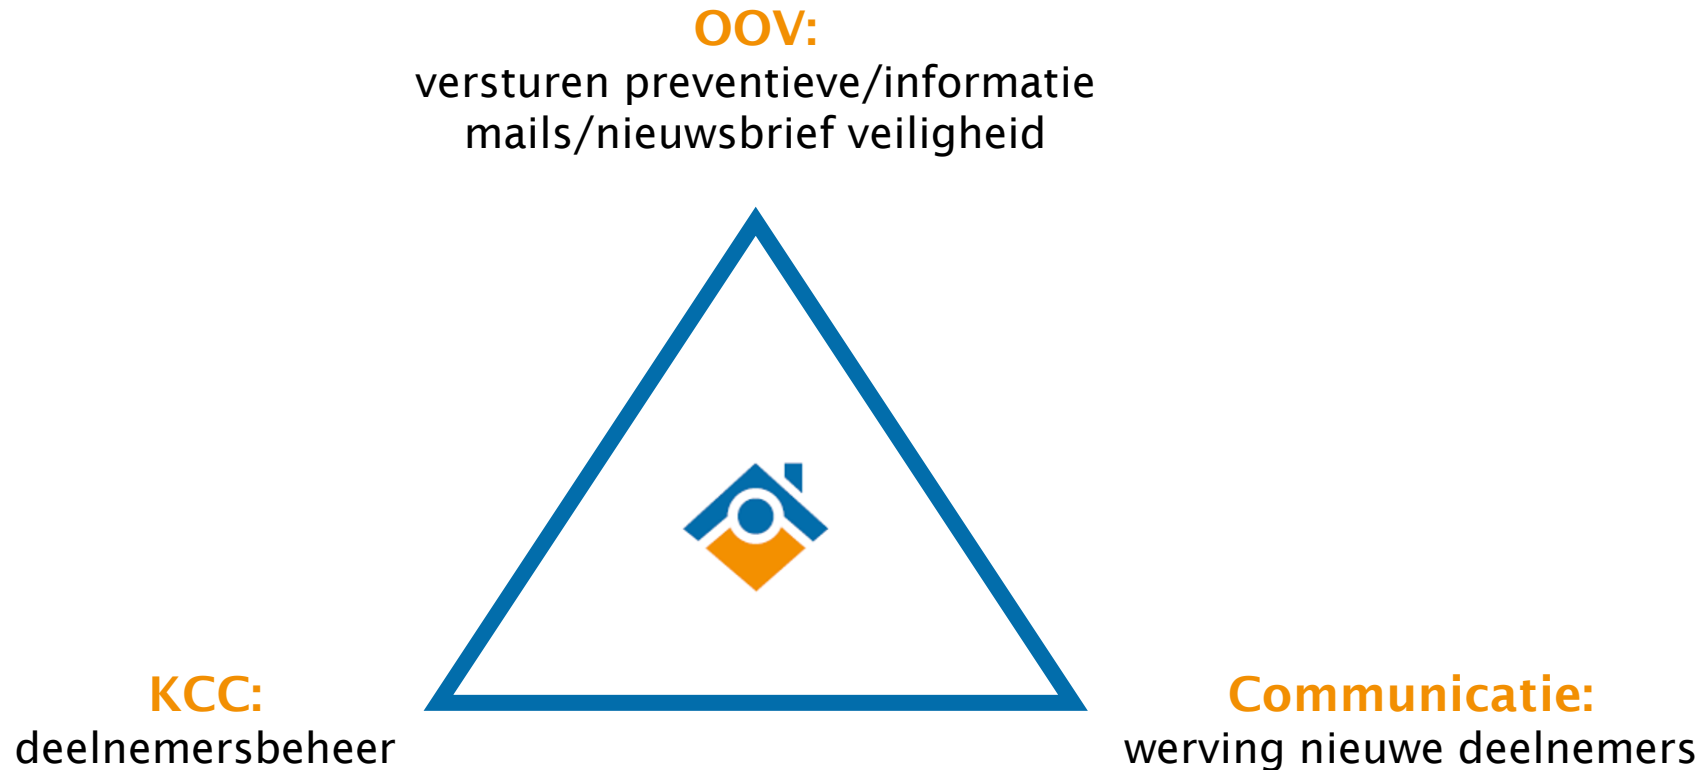 OOV:
versturen preventieve/informatie
mails/nieuwsbrief veiligheid
KCC:
deelnemersbeheer
Communicatie:
werving nieuwe deelnemers